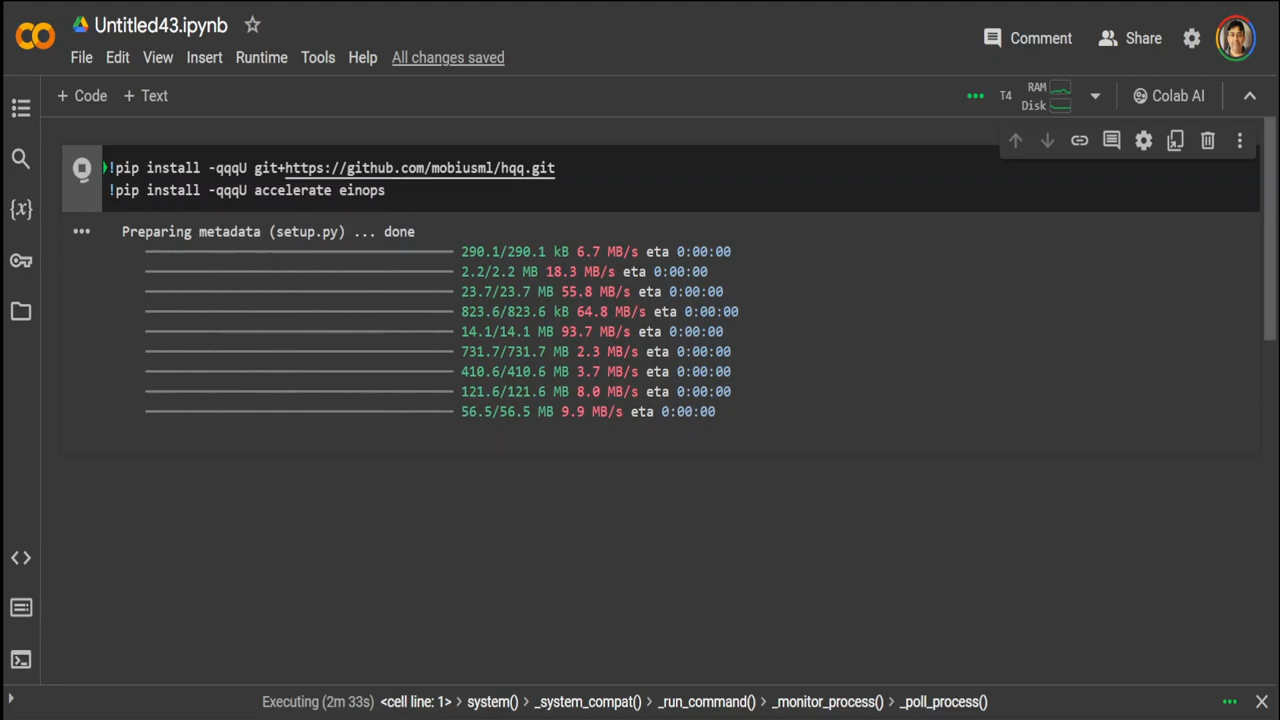 Untitled43.ipynb
Comment
Share
File Edit View Insert Runtime Tools Help All changes saved
+ Code + Text
T4
RAM
Disk
Colab AI
!pip install -qqqU git+https://github.com/mobiusml/hqq.git
!pip install -qqqU accelerate einops
Preparing metadata (setup.py) ... done
290.1/290.1 kB 6.7 MB/s eta 0:00:00
2.2/2.2 MB 18.3 MB/s eta 0:00:00
23.7/23.7 MB 55.8 MB/s eta 0:00:00
823.6/823.6 kB 64.8 MB/s eta 0:00:00
14.1/14.1 MB 93.7 MB/s eta 0:00:00
731.7/731.7 MB 2.3 MB/s eta 0:00:00
410.6/410.6 MB 3.7 MB/s eta 0:00:00
121.6/121.6 MB 8.0 MB/s eta 0:00:00
56.5/56.5 MB 9.9 MB/s eta 0:00:00
Executing (2m 33s) <cell line: 1> > system() > _system_compat() > _run_command() > _monitor_process() > _poll_process()